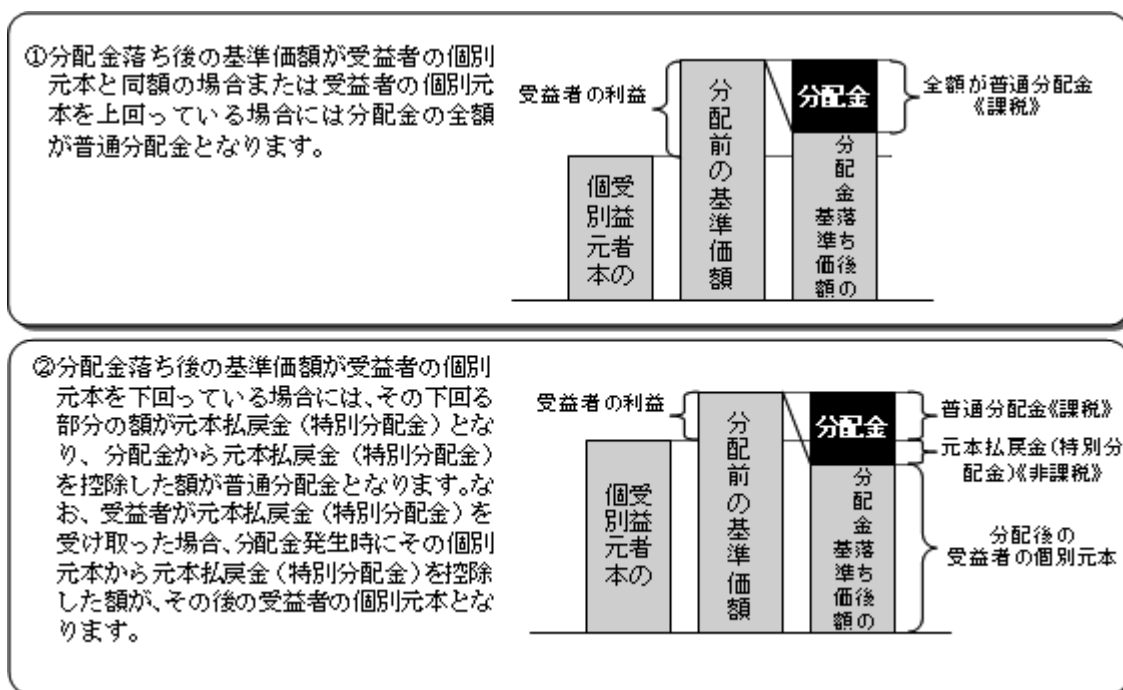 ①分配金落ち後の基準価額が受益者の個別
元本と同額の場合または受益者の個別元
本を上回っている場合には分配金の全額
が普通分配金となります。
受益者の利益
受益者の
個別元本
分配前の基準価額
分配金
分配金落ち後の
基準価額
全額が普通分配金
《課税》
②分配金落ち後の基準価額が受益者の個別
元本を下回っている場合には、その下回る
部分の額が元本払戻金（特別分配金）とな
り、分配金から元本払戻金（特別分配金）
を控除した額が普通分配金となります。な
お、受益者が元本払戻金（特別分配金）を
受け取った場合、分配金発生時にその個別
元本から元本払戻金（特別分配金）を控除
した額が、その後の受益者の個別元本とな
ります。
受益者の利益
受益者の
個別元本
分配前の基準価額
分配金
分配金落ち後の
基準価額
普通分配金《課税》
元本払戻金（特別分
配金）《非課税》
分配後の
受益者の個別元本